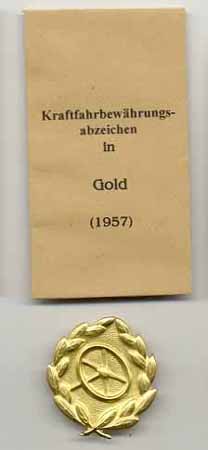 Kraftfahrbewährungs-
abzeichen
in
Gold
(1957)